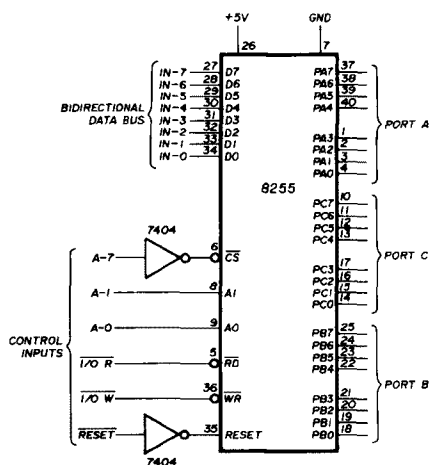 +5V GND
26 7
IN-7 27 D7 PA7 37
IN-6 28 D6 PA6 38
IN-5 29 D5 PA5 39
IN-4 30 D4 PA4 40
IN-3 31 D3
IN-2 32 D2 PA3 1
IN-1 33 D1 PA2 2
IN-0 34 D0 PA1 3
PA0 4
BIDIRECTIONAL
DATA BUS
PORT A
8255
PC7 10
PC6 11
PC5 12
PC4 13
PC3 17
PC2 16
PC1 15
PC0 14
PORT C
7404
A-7 6 CS
A-1 8 A1
A-0 9 A0
I/O R 5 RD
I/O W 36 WR
RESET 35 RESET
7404
CONTROL
INPUTS
PB7 25
PB6 24
PB5 23
PB4 22
PB3 21
PB2 20
PB1 19
PB0 18
PORT B